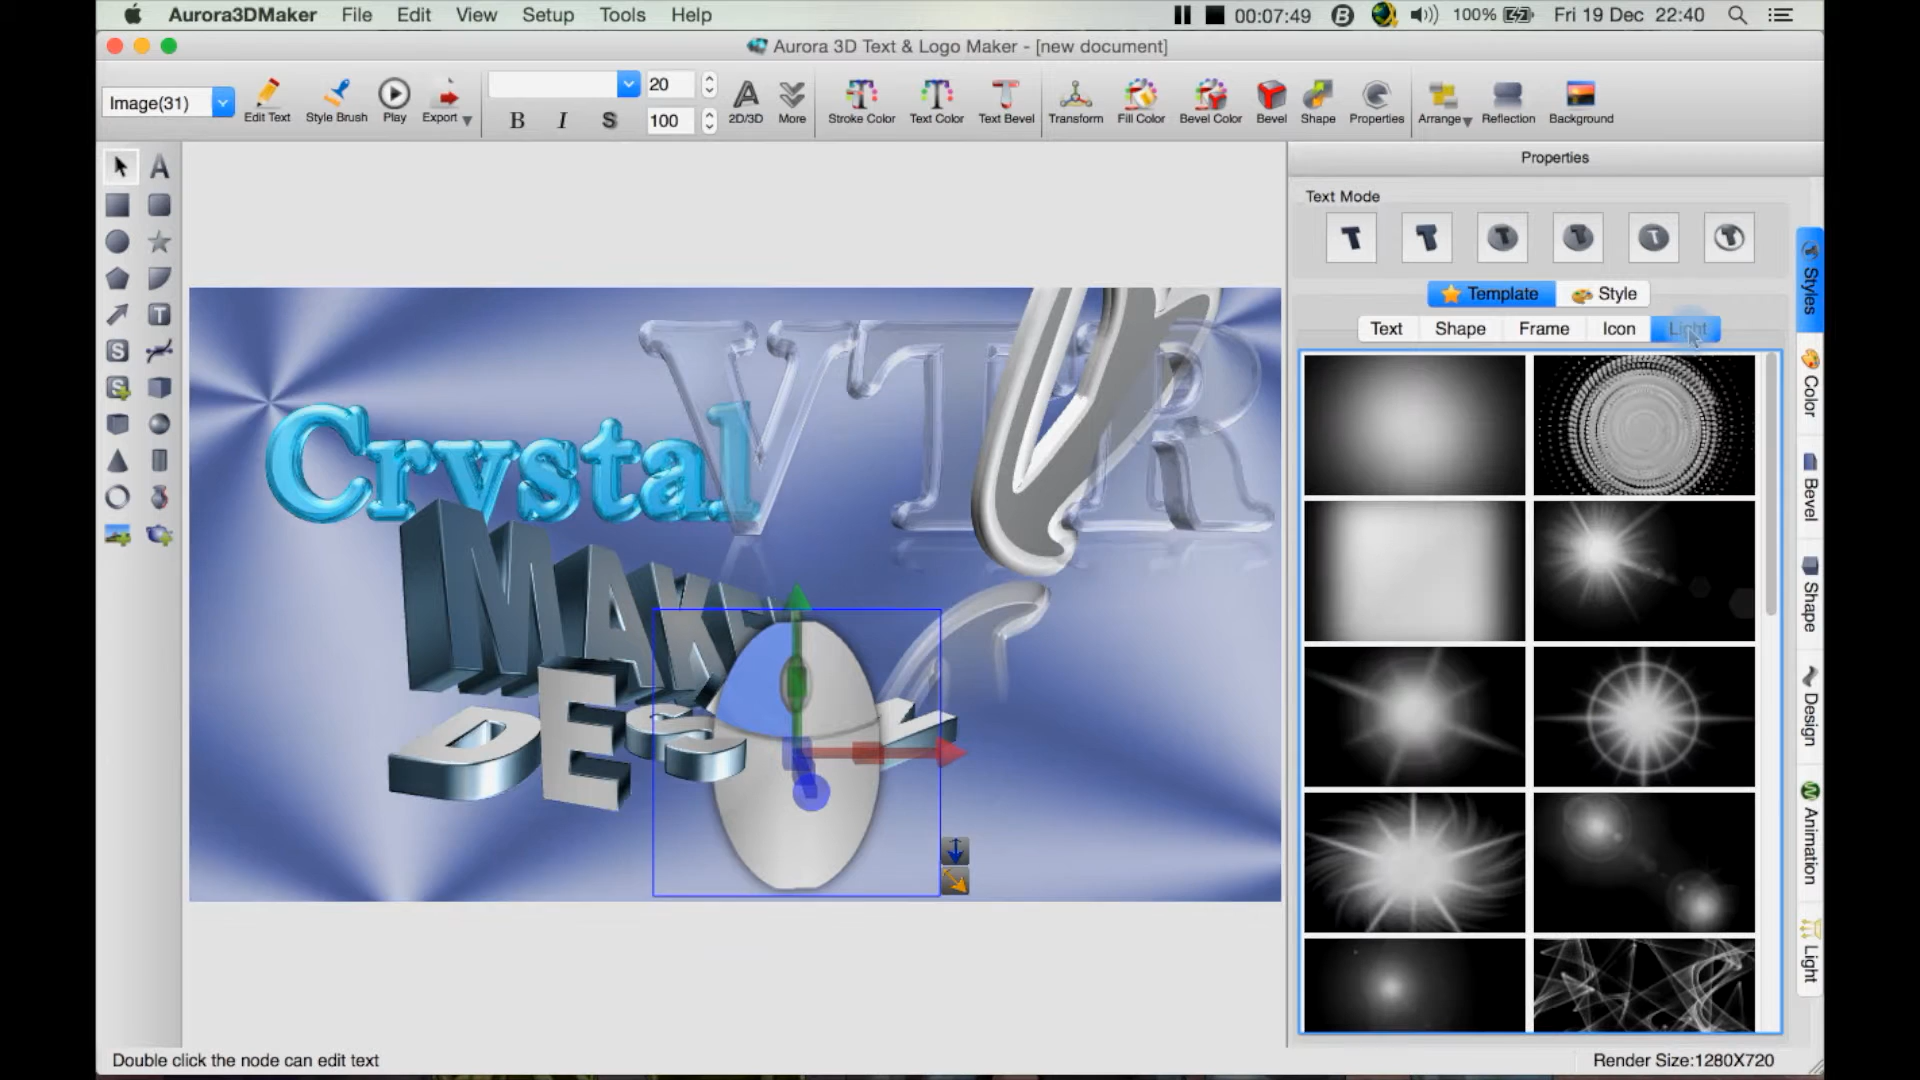 Aurora3DMaker File Edit View Setup Tools Help 00:07:49 100% Fri 19 Dec 22:40
Aurora 3D Text & Logo Maker - [new document]
Image(31) Edit Text Style Brush Play Export 20 100 B I S 2D/3D More Stroke Color Text Color Text Bevel Transform Fill Color Bevel Color Bevel Shape Properties Arrange Reflection Background
Properties
Text Mode
Template Style
Text Shape Frame Icon Light
Styles
Color
Bevel
Shape
Design
Animation
Light
VTR
Crystal
Double click the node can edit text
Render Size:1280X720